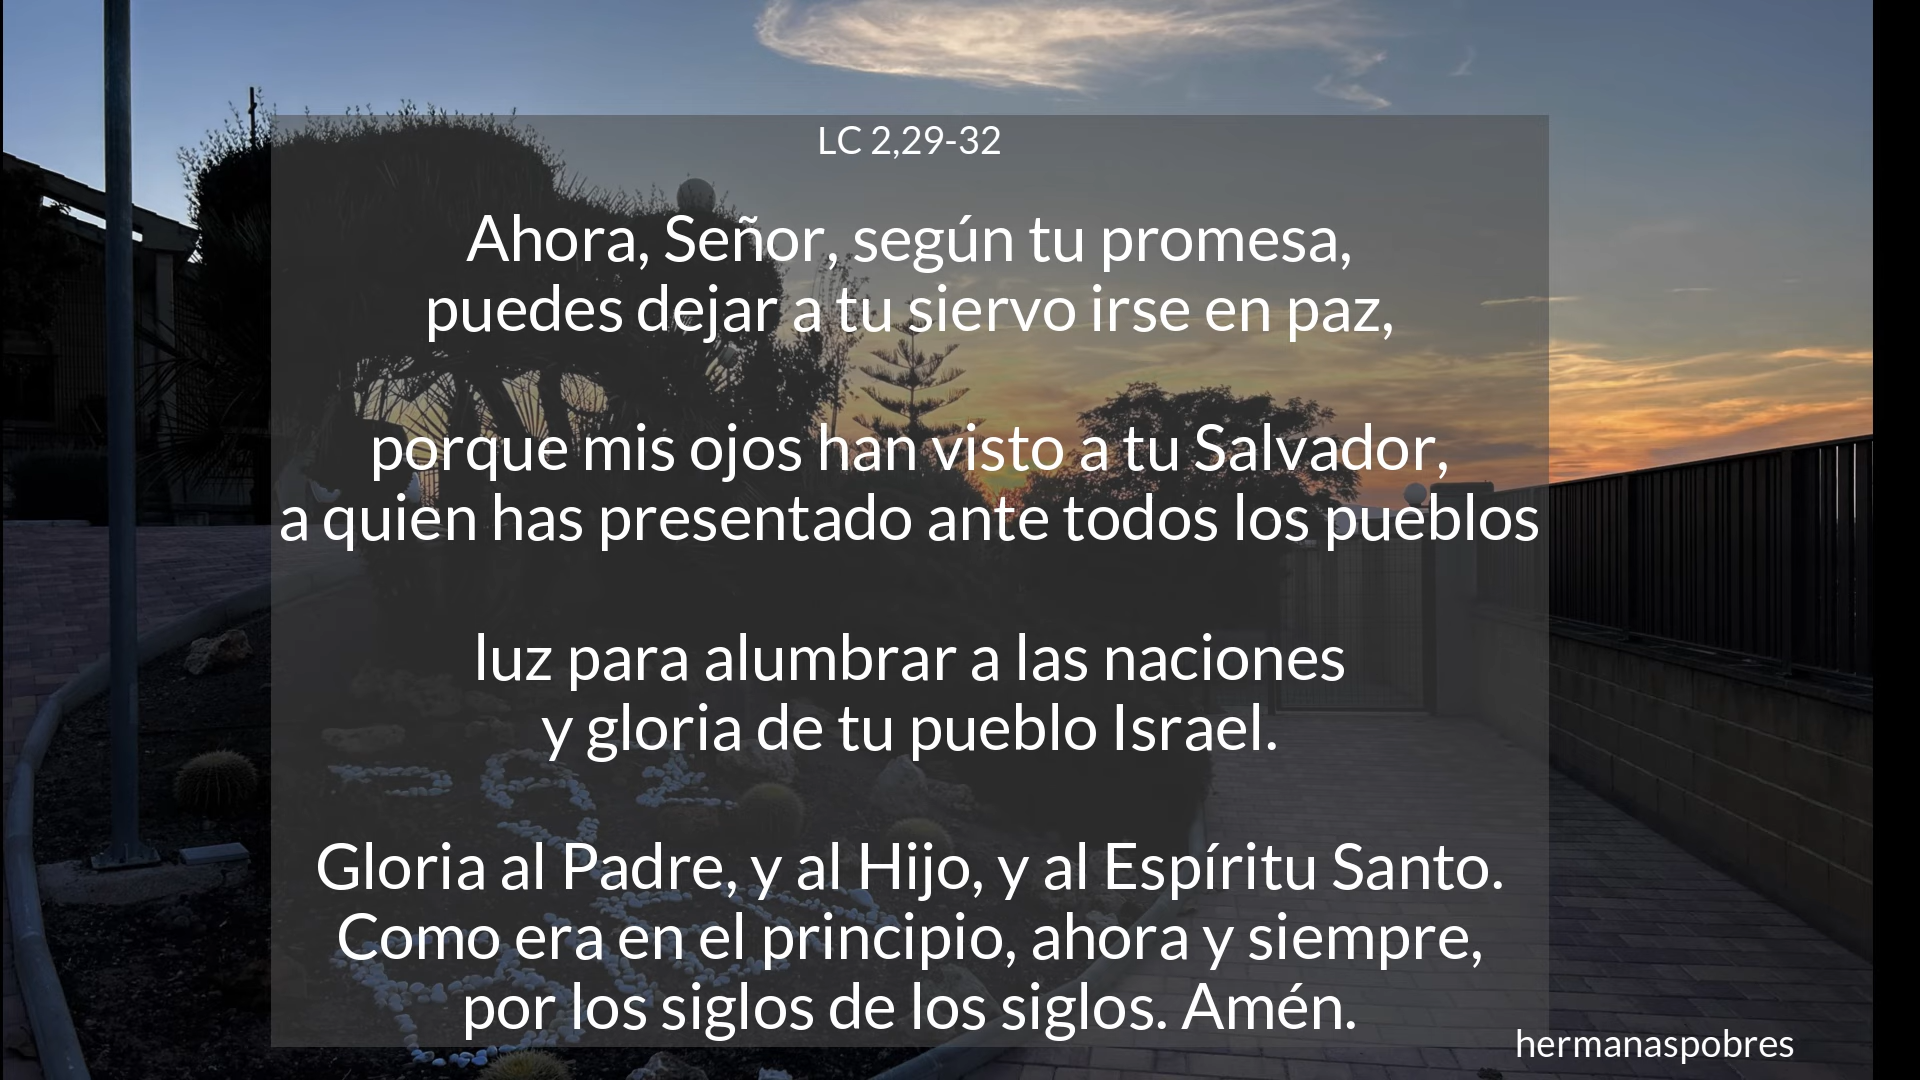 LC 2,29-32
Ahora, Señor, según tu promesa,
puedes dejar a tu siervo irse en paz,
porque mis ojos han visto a tu Salvador,
a quien has presentado ante todos los pueblos
luz para alumbrar a las naciones
y gloria de tu pueblo Israel.
Gloria al Padre, y al Hijo, y al Espíritu Santo.
Como era en el principio, ahora y siempre,
por los siglos de los siglos. Amén.
hermanaspobres